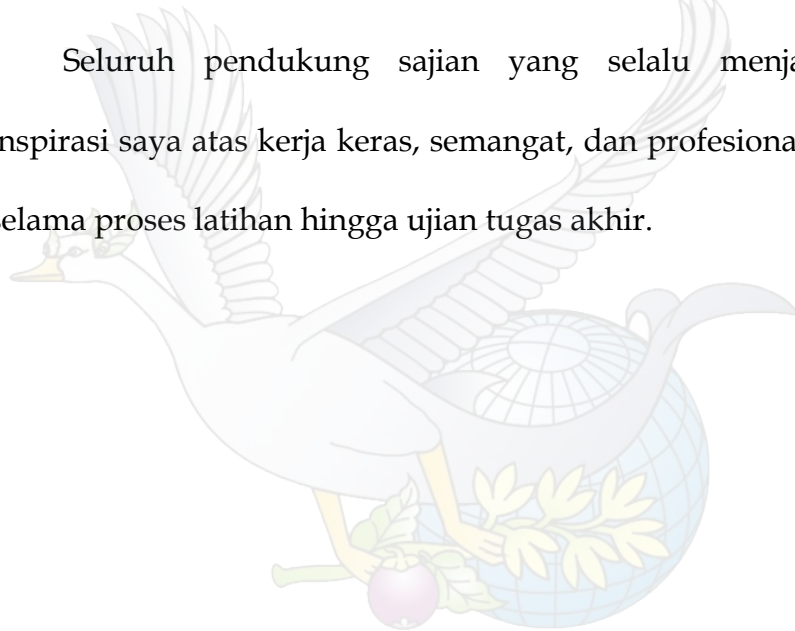 Seluruh pendukung sajian yang selalu menja
nspirasi saya atas kerja keras, semangat, dan profesiona
selama proses latihan hingga ujian tugas akhir.